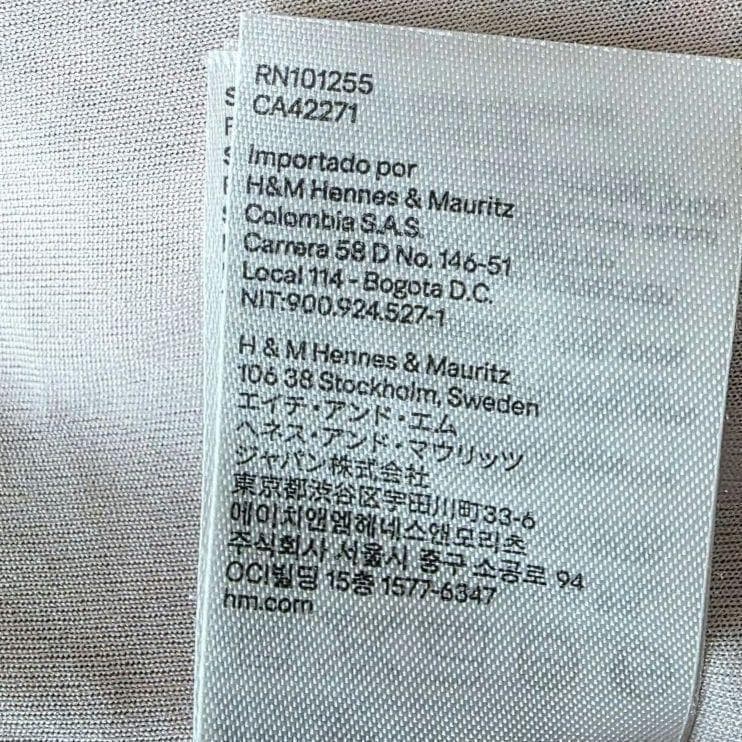 RN101255
CA42271
Importado por
H&M Hennes & Mauritz
Colombia S.A.S.
Carrera 58 D No. 146-51
Local 114 - Bogota D.C.
NIT:900.924.527-1
H & M Hennes & Mauritz
106 38 Stockholm, Sweden
エイチ・アンド・エム
ヘネス・アンド・マウリッツ
ジャパン株式会社
東京都渋谷区宇田川町33-6
에이치앤엠헤네스앤모리츠
주식회사 서울시 중구 소공로 94
OCI빌딩 15층 1577-6347
hm.com